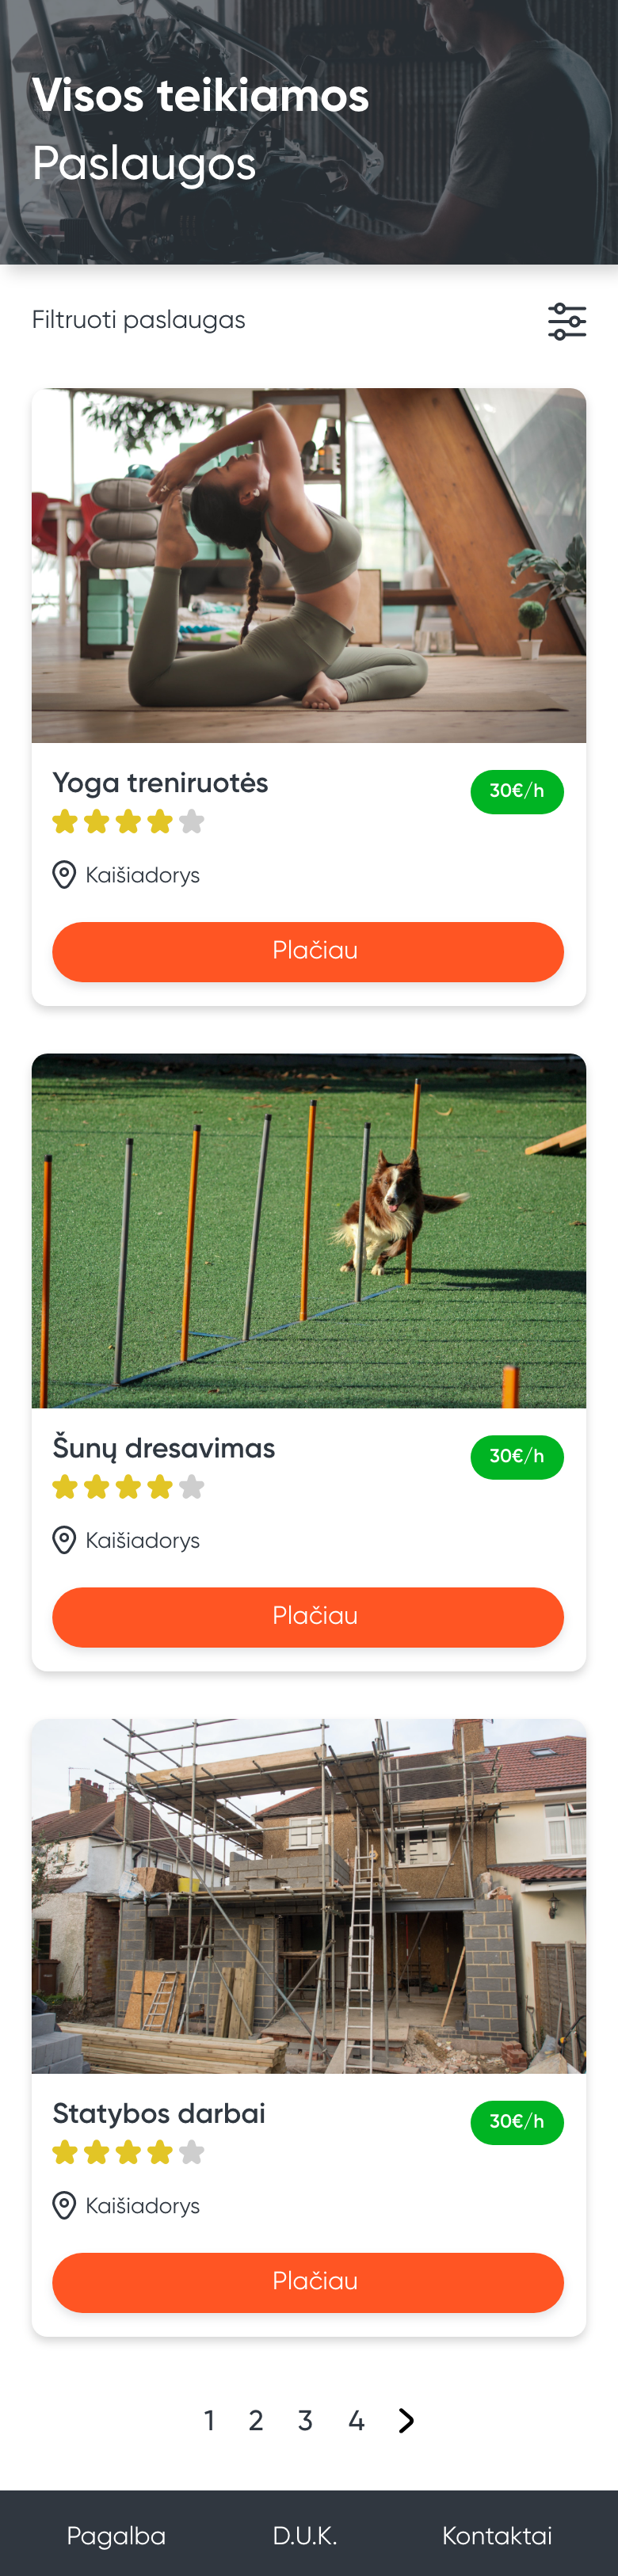 Visos teikiamos
Paslaugos
Filtruoti paslaugas
Yoga treniruotės
30€/h
Kaišiadorys
Plačiau
Šunų dresavimas
30€/h
Kaišiadorys
Plačiau
Statybos darbai
30€/h
Kaišiadorys
Plačiau
1 2 3 4
Pagalba D.U.K. Kontaktai